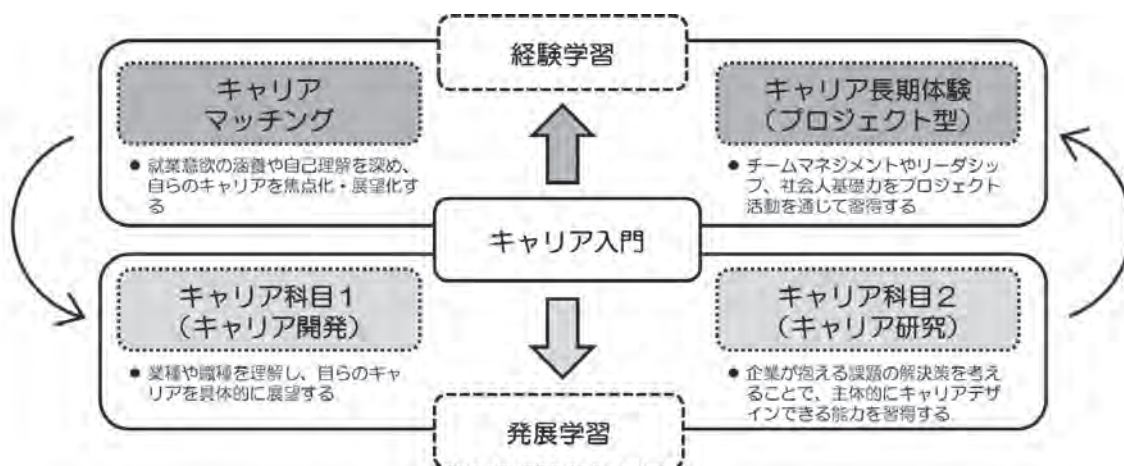 経験学習
キャリア
マッチング
● 就業意欲の涵養や自己理解を深め、
自らのキャリアを焦点化・展望化す
る
キャリア長期体験
（プロジェクト型）
● チームマネジメントやリーダシッ
プ、社会人基礎力をプロジェクト
活動を通じて習得する
キャリア入門
キャリア科目１
（キャリア開発）
● 業種や職種を理解し、自らのキャ
リアを具体的に展望する
キャリア科目２
（キャリア研究）
● 企業が抱える課題の解決策を考え
ることで、主体的にキャリアデザ
インできる能力を習得する
発展学習